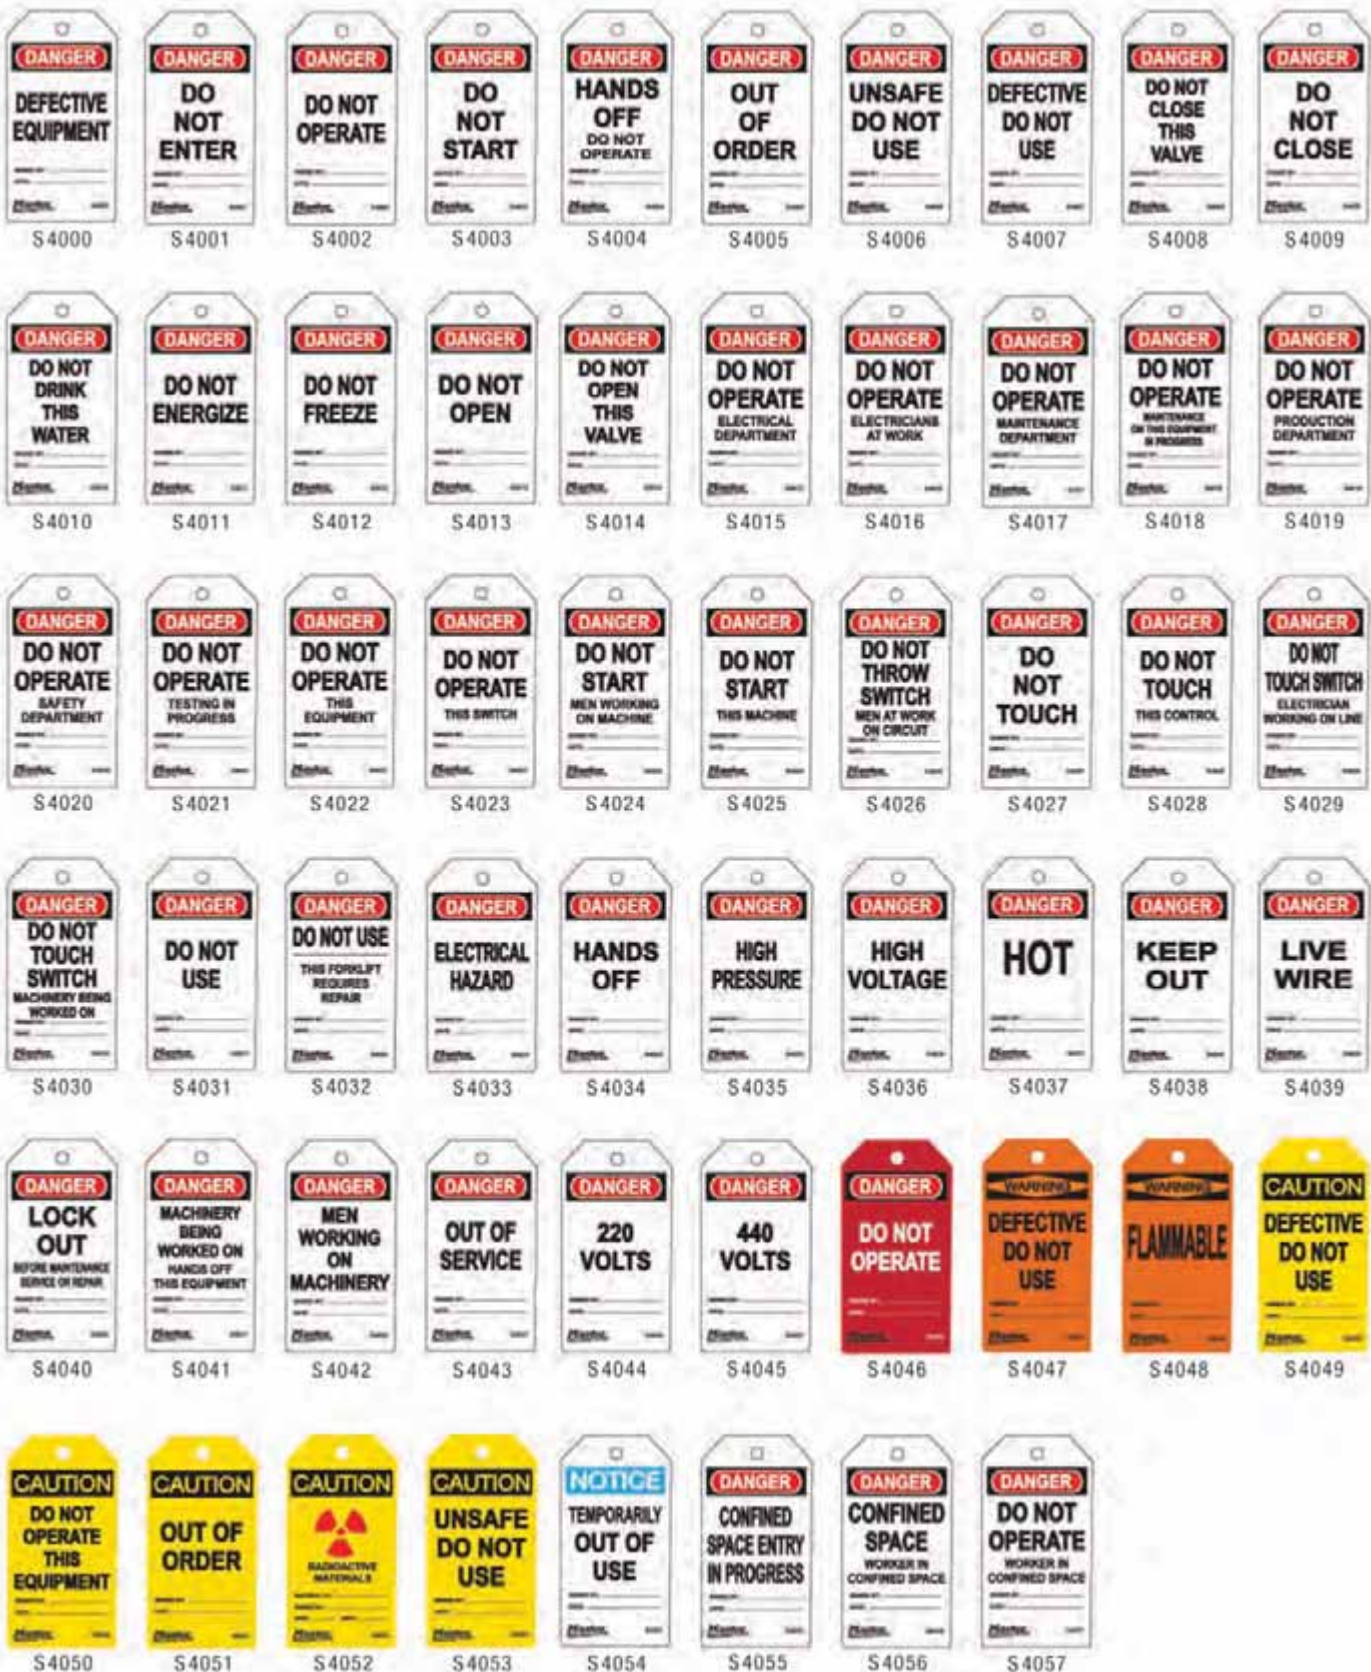 DANGER
DEFECTIVE
EQUIPMENT
S4000
DANGER
DO
NOT
ENTER
S4001
DANGER
DO NOT
OPERATE
S4002
DANGER
DO
NOT
START
S4003
DANGER
HANDS
OFF
DO NOT
OPERATE
S4004
DANGER
OUT
OF
ORDER
S4005
DANGER
UNSAFE
DO NOT
USE
S4006
DANGER
DEFECTIVE
DO NOT
USE
S4007
DANGER
DO NOT
CLOSE
THIS
VALVE
S4008
DANGER
DO
NOT
CLOSE
S4009
DANGER
DO NOT
DRINK
THIS
WATER
S4010
DANGER
DO NOT
ENERGIZE
S4011
DANGER
DO NOT
FREEZE
S4012
DANGER
DO NOT
OPEN
S4013
DANGER
DO NOT
OPEN
THIS
VALVE
S4014
DANGER
DO NOT
OPERATE
ELECTRICAL
DEPARTMENT
S4015
DANGER
DO NOT
OPERATE
ELECTRICIANS
AT WORK
S4016
DANGER
DO NOT
OPERATE
MAINTENANCE
DEPARTMENT
S4017
DANGER
DO NOT
OPERATE
MAINTENANCE
ON THIS EQUIPMENT
IN PROGRESS
S4018
DANGER
DO NOT
OPERATE
PRODUCTION
DEPARTMENT
S4019
DANGER
DO NOT
OPERATE
SAFETY
DEPARTMENT
S4020
DANGER
DO NOT
OPERATE
TESTING IN
PROGRESS
S4021
DANGER
DO NOT
OPERATE
THIS
EQUIPMENT
S4022
DANGER
DO NOT
OPERATE
THIS SWITCH
S4023
DANGER
DO NOT
START
MEN WORKING
ON MACHINE
S4024
DANGER
DO NOT
START
THIS MACHINE
S4025
DANGER
DO NOT
THROW
SWITCH
MEN AT WORK
ON CIRCUIT
S4026
DANGER
DO
NOT
TOUCH
S4027
DANGER
DO NOT
TOUCH
THIS CONTROL
S4028
DANGER
DO NOT
TOUCH SWITCH
ELECTRICIAN
WORKING ON LINE
S4029
DANGER
DO NOT
TOUCH
SWITCH
MACHINERY BEING
WORKED ON
S4030
DANGER
DO NOT
USE
S4031
DANGER
DO NOT USE
THIS FORKLIFT
REQUIRES
REPAIR
S4032
DANGER
ELECTRICAL
HAZARD
S4033
DANGER
HANDS
OFF
S4034
DANGER
HIGH
PRESSURE
S4035
DANGER
HIGH
VOLTAGE
S4036
DANGER
HOT
S4037
DANGER
KEEP
OUT
S4038
DANGER
LIVE
WIRE
S4039
DANGER
LOCK
OUT
BEFORE MAINTENANCE
SERVICE OR REPAIR
S4040
DANGER
MACHINERY
BEING
WORKED ON
HANDS OFF
THIS EQUIPMENT
S4041
DANGER
MEN
WORKING
ON
MACHINERY
S4042
DANGER
OUT OF
SERVICE
S4043
DANGER
220
VOLTS
S4044
DANGER
440
VOLTS
S4045
DANGER
DO NOT
OPERATE
S4046
WARNING
DEFECTIVE
DO NOT
USE
S4047
WARNING
FLAMMABLE
S4048
CAUTION
DEFECTIVE
DO NOT
USE
S4049
CAUTION
DO NOT
OPERATE
THIS
EQUIPMENT
S4050
CAUTION
OUT OF
ORDER
S4051
CAUTION
RADIOACTIVE
MATERIALS
S4052
CAUTION
UNSAFE
DO NOT
USE
S4053
NOTICE
TEMPORARILY
OUT OF
USE
S4054
DANGER
CONFINED
SPACE ENTRY
IN PROGRESS
S4055
DANGER
CONFINED
SPACE
WORKER IN
CONFINED SPACE
S4056
DANGER
DO NOT
OPERATE
WORKER IN
CONFINED SPACE
S4057